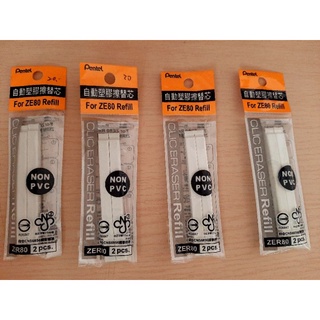 Pentel
自動塑膠擦替芯
For ZE80 Refill
CLIC ERASER Refill
NON
PVC
ZER80
2 pcs.
Pentel
自動塑膠擦替芯
For ZE80 Refill
CLIC ERASER Refill
NON
PVC
ZER80
2 pcs.
Pentel
自動塑膠擦替芯
For ZE80 Refill
CLIC ERASER Refill
NON
PVC
ZER80
2 pcs.
Pentel
自動塑膠擦替芯
For ZE80 Refill
CLIC ERASER Refill
NON
PVC
ZER80
2 pcs.